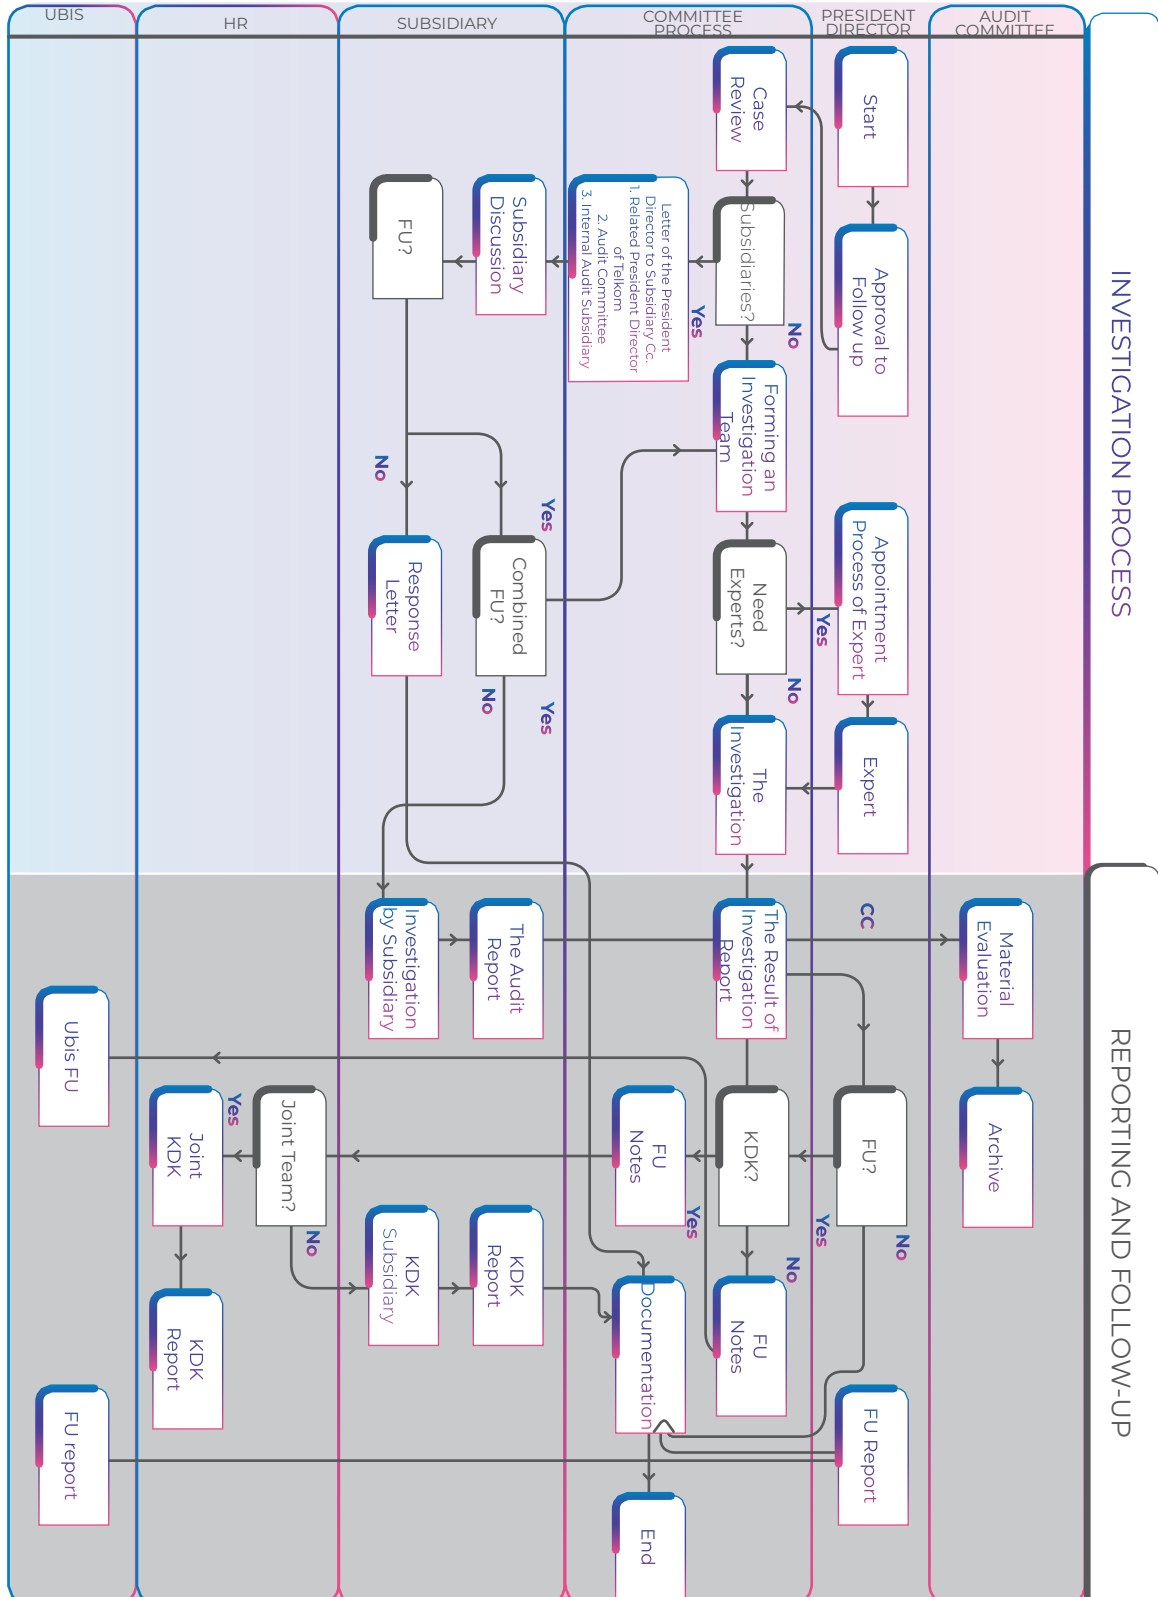 UBIS
HR
SUBSIDIARY
COMMITTEE
PROCESS
PRESIDENT
DIRECTOR
AUDIT
COMMITTEE
INVESTIGATION PROCESS
Start
Approval to
Follow up
Case
Review
Subsidiaries?
No
Yes
Letter of the President
Director to Subsidiary Cc.
1. Related President Director
of Telkom
2. Audit Committee
3. Internal Audit Subsidiary
Subsidiary
Discussion
FU?
No
Yes
Forming an
Investigation
Team
Appointment
Process of Expert
Need
Experts?
Yes
No
Combined
FU?
Response
Letter
No
Yes
Expert
The
Investigation
REPORTING AND FOLLOW-UP
CC
Material
Evaluation
Archive
The Result of
Investigation
Report
The Audit
Report
Investigation
by Subsidiary
Ubis FU
FU?
No
Yes
KDK?
No
Yes
FU
Notes
Joint Team?
Yes
No
Joint
KDK
KDK
Report
KDK
Subsidiary
KDK
Report
FU
Notes
Documentation
FU Report
FU report
End